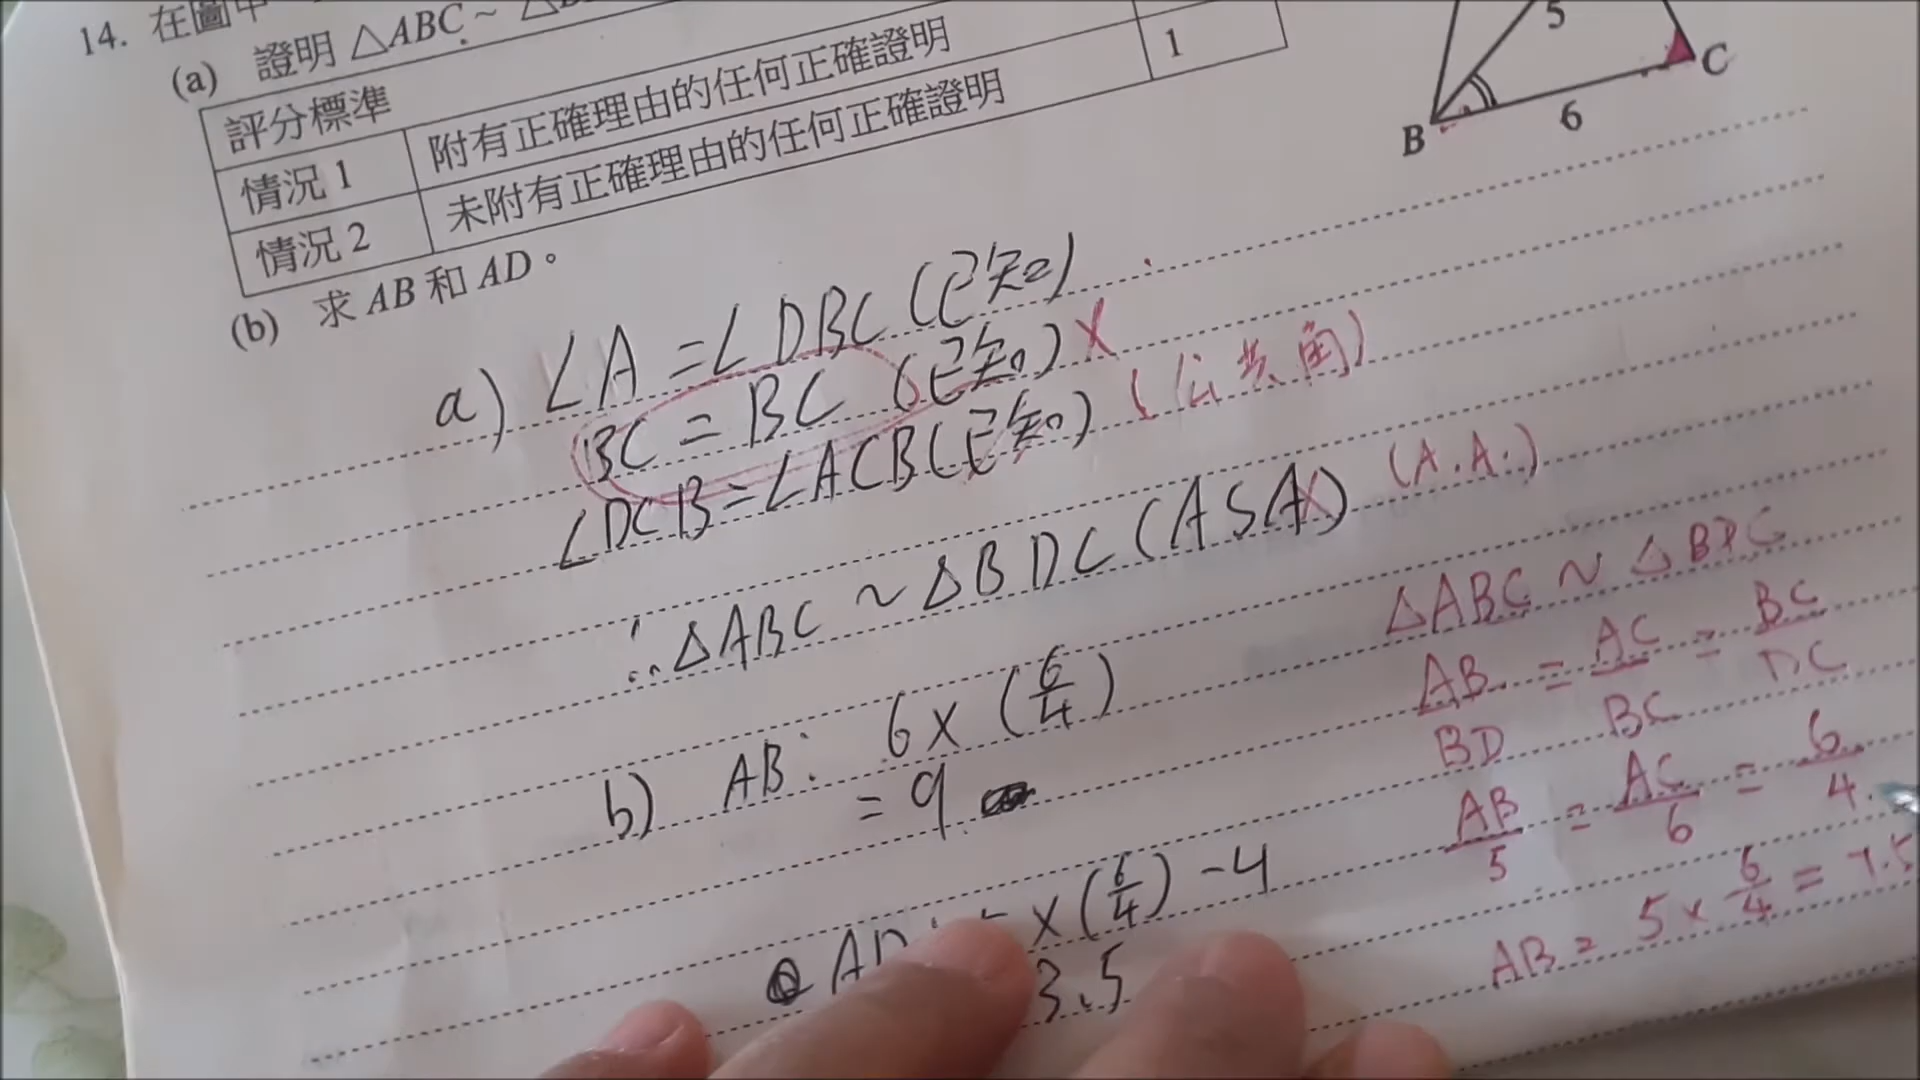 14. 在圖中
(a) 證明 △ABC ~ △
評分標準
情況 1 附有正確理由的任何正確證明
情況 2 未附有正確理由的任何正確證明 1
(b) 求 AB 和 AD。
5
B 6 C
a) ∠A = ∠DBC (已知)
BC = BC (已知) X
∠DCB = ∠ACB (已知) (公共角)
∴ △ABC ~ △BDC (ASA) (A.A.)
b) AB: 6 x (6/4)
= 9
AD x (6/4) - 4
3.5
△ABC ~ △BDC
AB/BD = AC/BC = BC/DC
AB/5 = AC/6 = 6/4
AB = 5 x 6/4 = 7.5